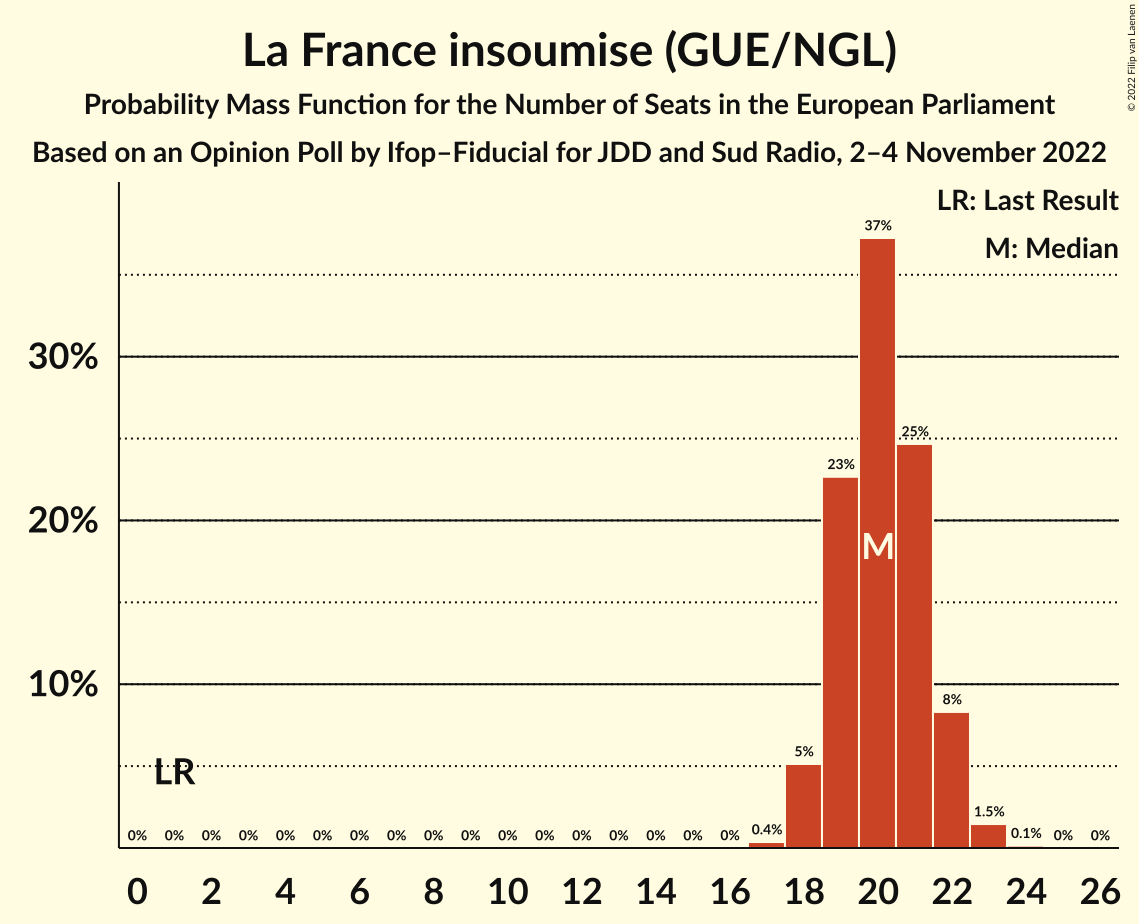 La France insoumise (GUE/NGL)
Probability Mass Function for the Number of Seats in the European Parliament
Based on an Opinion Poll by Ifop–Fiducial for JDD and Sud Radio, 2–4 November 2022
© 2022 Filip van Laenen
LR: Last Result
M: Median
37%
30%
25%
23%
20%
M
10%
8%
5%
LR
1.5%
0% 0% 0% 0% 0% 0% 0% 0% 0% 0% 0% 0% 0% 0% 0% 0% 0% 0.4% 0.1% 0% 0%
0 2 4 6 8 10 12 14 16 18 20 22 24 26